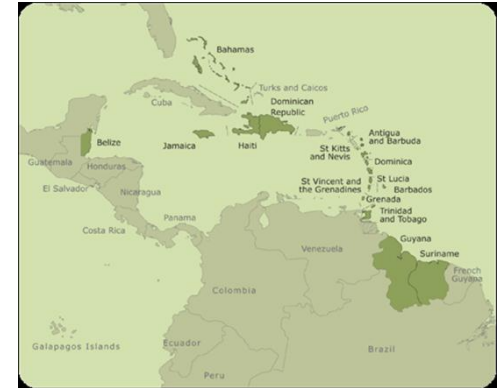 Bahamas
Turks and Caicos
Cuba
Dominican
Republic
Puerto Rico
Belize
Jamaica
Haiti
Antigua
and Barbuda
St Kitts
and Nevis
Guatemala
Honduras
Dominica
El Salvador
Nicaragua
St Vincent and
the Grenadines
St Lucia
Barbados
Grenada
Trinidad
and Tobago
Costa Rica
Panama
Venezuela
Guyana
Suriname
French
Guyana
Colombia
Galapagos Islands
Ecuador
Peru
Brazil